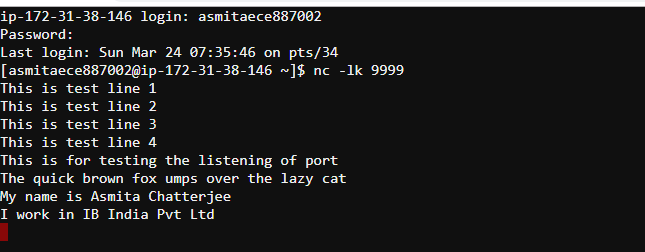 ip-172-31-38-146 login: asmitaece887002
Password:
Last login: Sun Mar 24 07:35:46 on pts/34
[asmitaece887002@ip-172-31-38-146 ~]$ nc -lk 9999
This is test line 1
This is test line 2
This is test line 3
This is test line 4
This is for testing the listening of port
The quick brown fox umps over the lazy cat
My name is Asmita Chatterjee
I work in IB India Pvt Ltd